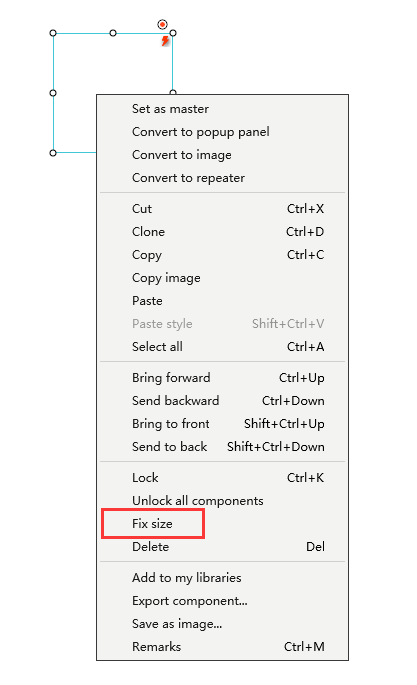 Set as master
Convert to popup panel
Convert to image
Convert to repeater
Cut Ctrl+X
Clone Ctrl+D
Copy Ctrl+C
Copy image
Paste
Paste style Shift+Ctrl+V
Select all Ctrl+A
Bring forward Ctrl+Up
Send backward Ctrl+Down
Bring to front Shift+Ctrl+Up
Send to back Shift+Ctrl+Down
Lock Ctrl+K
Unlock all components
Fix size
Delete Del
Add to my libraries
Export component...
Save as image...
Remarks Ctrl+M